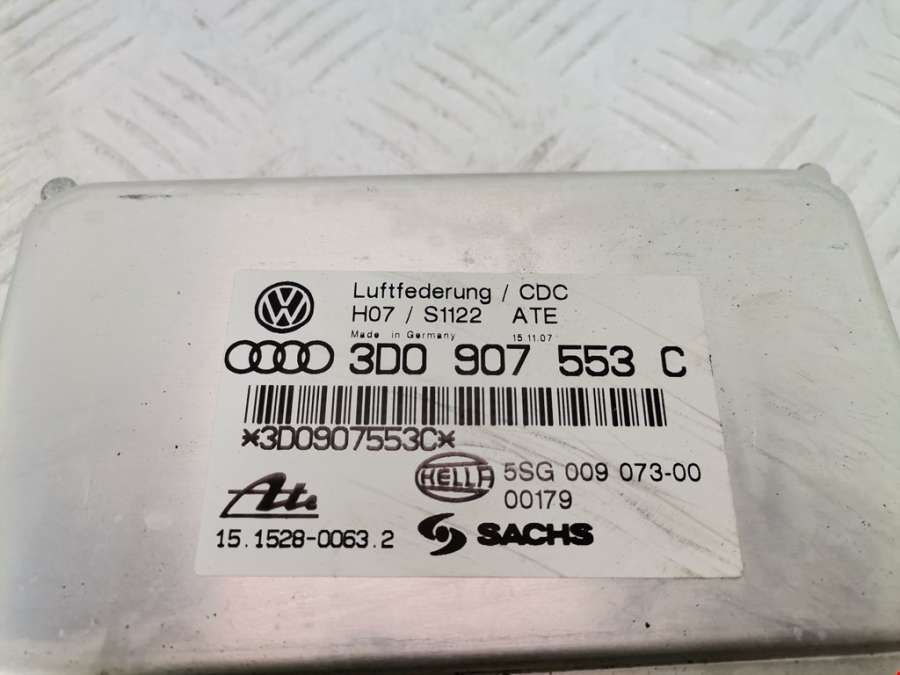 Luftfederung / CDC
H07 / S1122 ATE
Made in Germany 15.11.07
3D0 907 553 C
*3D0907553C*
HELLA 5SG 009 073-00
00179
Ate
15.1528-0063.2
SACHS